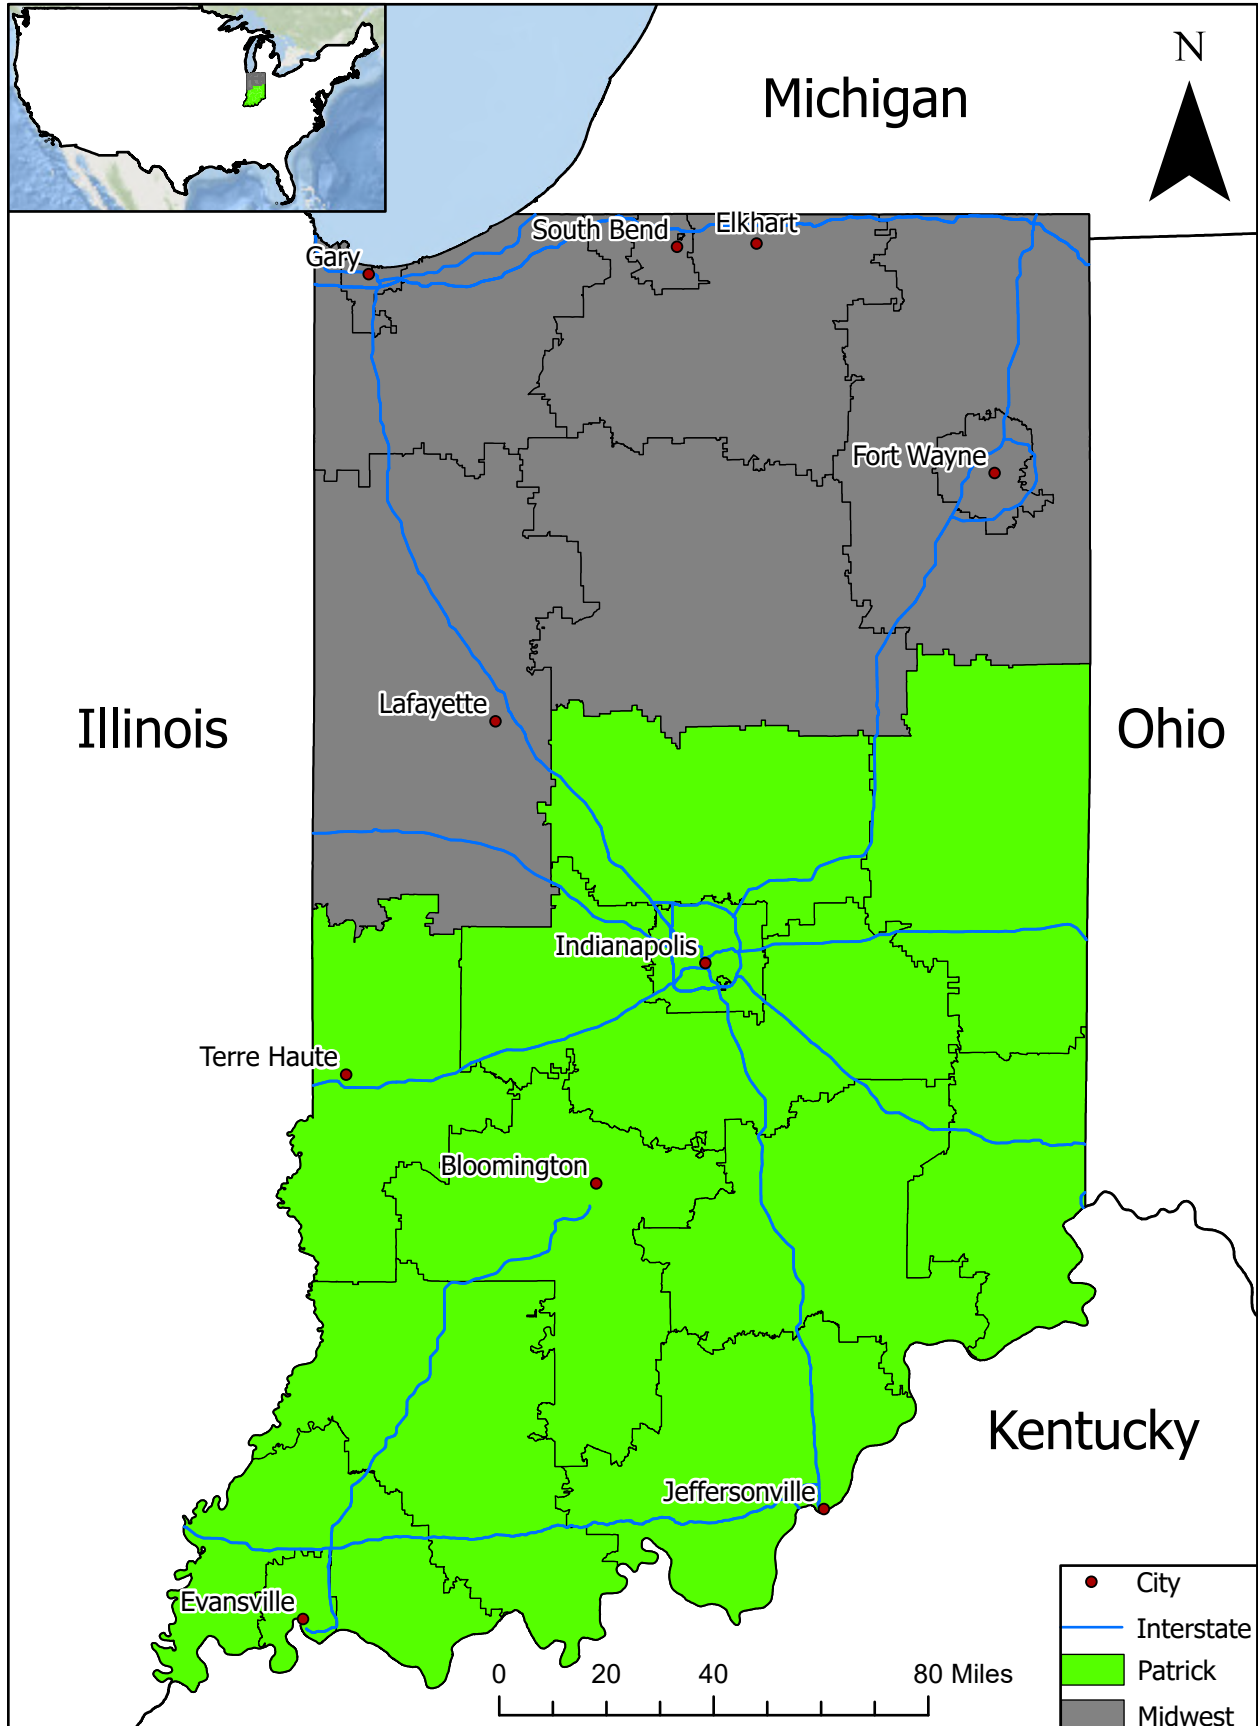 N
Michigan
South Bend
Elkhart
Gary
Fort Wayne
Lafayette
Illinois
Ohio
Indianapolis
Terre Haute
Bloomington
Kentucky
Jeffersonville
Evansville
City
Interstate
Patrick
Midwest
0 20 40 80 Miles